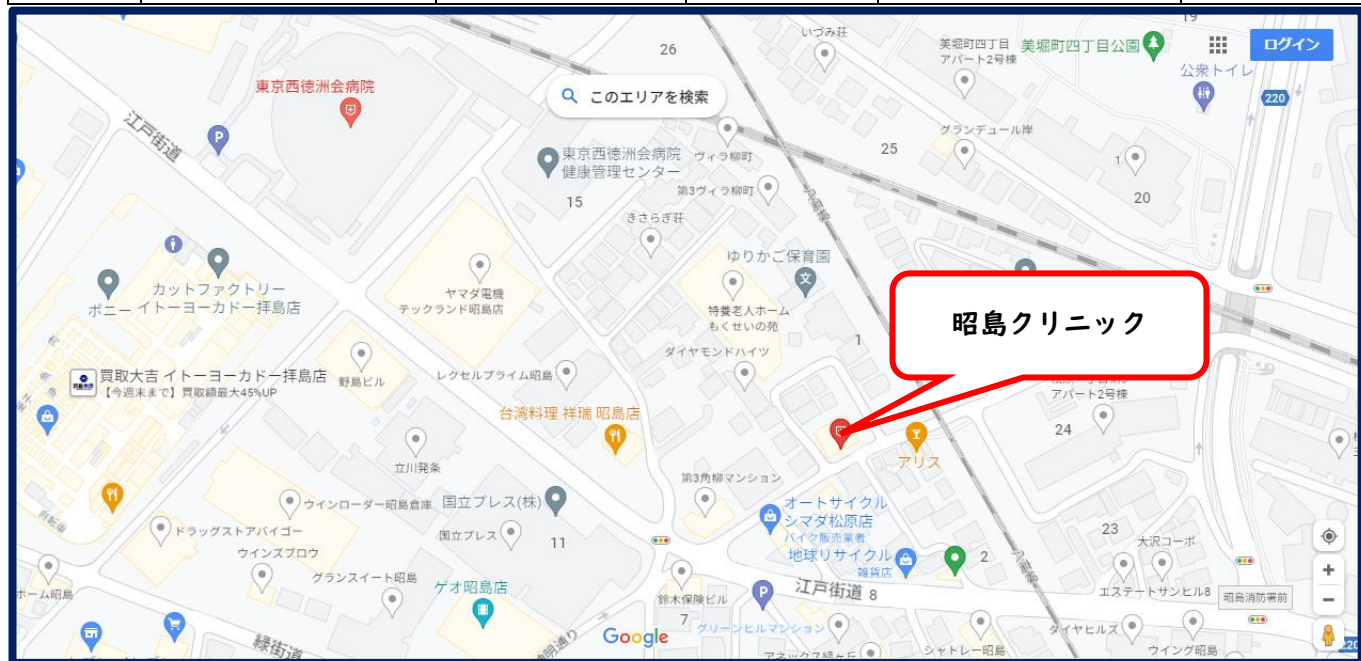 19
26
いづみ荘
美堀町四丁目
アパート2号棟
美堀町四丁目公園
ログイン
公衆トイレ
220
東京西徳洲会病院
このエリアを検索
江戸街道
P
東京西徳洲会病院
健康管理センター
ヴィラ柳町
25
グランデュール岸
1
20
15
第3ヴィラ柳町
きさらぎ荘
八高線
ゆりかご保育園
文
カットファクトリー
イトーヨーカドー拝島店
ポニー
ヤマダ電機
テックランド昭島店
特養老人ホーム
もくせいの苑
昭島クリニック
1
ダイヤモンドハイツ
買取大吉 イトーヨーカドー拝島店
【今週末まで】買取額最大45%UP
野島ビル
レクセルプライム昭島
アパート2号棟
台湾料理 祥瑞 昭島店
24
アリス
立川発条
第3角柳マンション
ウインローダー昭島倉庫
国立プレス(株)
オートサイクル
シマダ松原店
バイク販売業者
ドラッグストアバイゴー
国立プレス
11
23
大沢コーポ
地球リサイクル
雑貨店
2
八高線
自転車
ウインズブロウ
グランスイート昭島
ゲオ昭島店
ホーム昭島
鈴木保険ビル
7
P
江戸街道 8
エステートサンヒル8
昭島消防署前
グリーンヒルマンション
ダイヤヒルズ
緑街道
Google
アネックス緑ヶ丘
シャトレー昭島
ウイング昭島
220